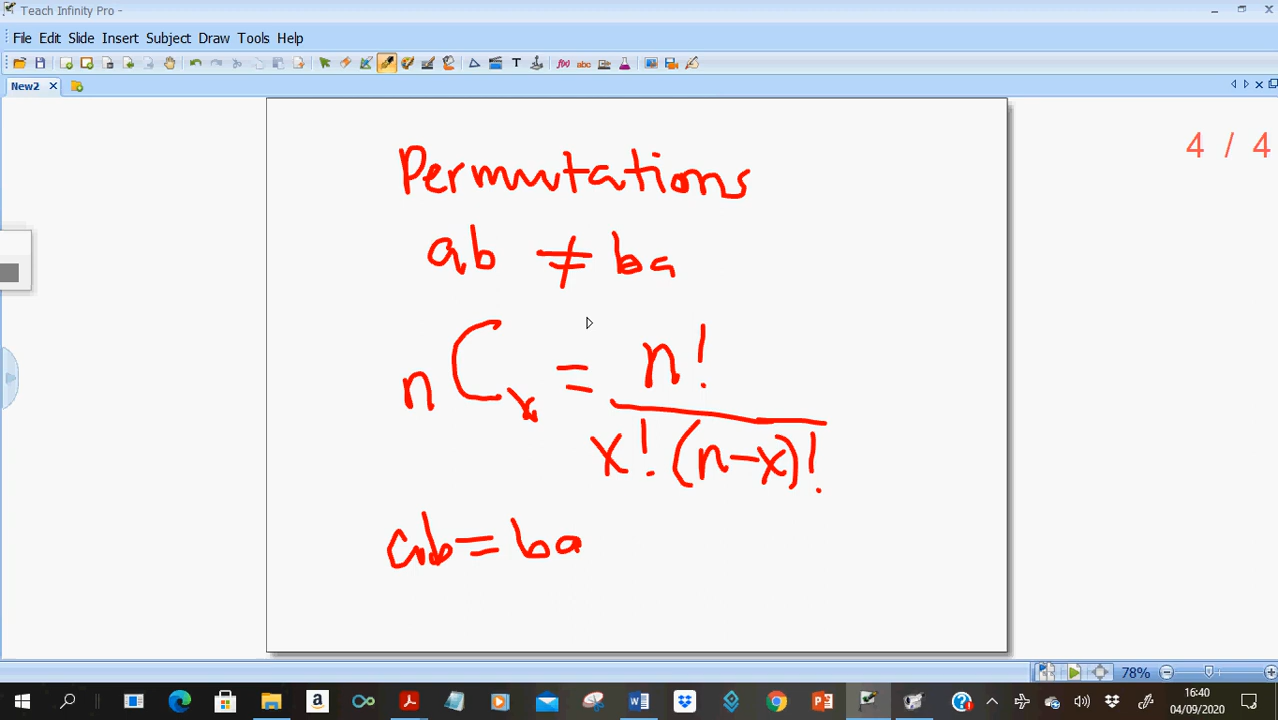 Teach Infinity Pro -
File Edit Slide Insert Subject Draw Tools Help
New2
4 / 4
Permutations
ab ≠ ba
nCx = n!
x! (n-x)!
ab = ba
78%
16:40
04/09/2020